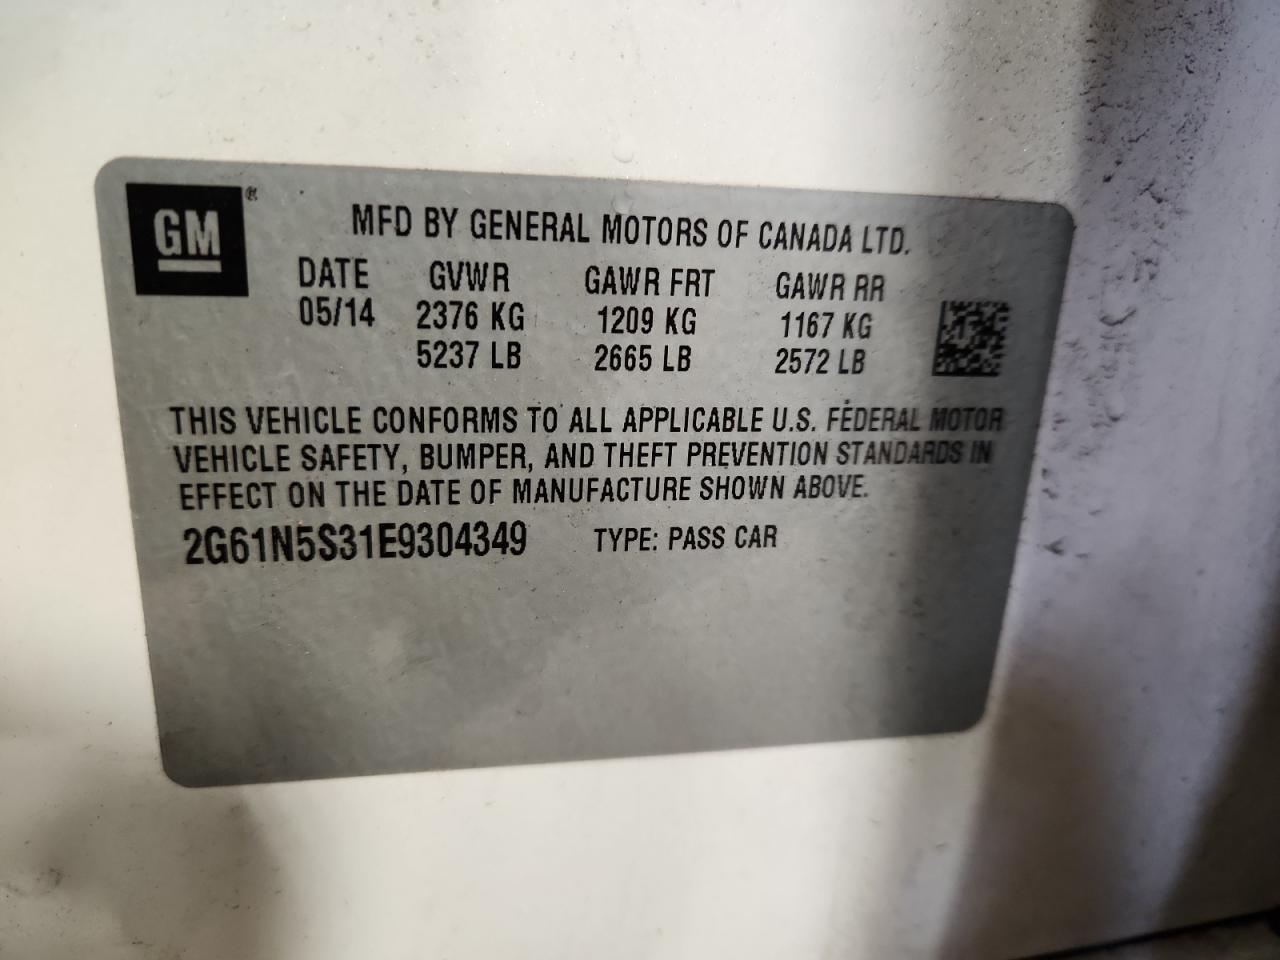 GM ®
MFD BY GENERAL MOTORS OF CANADA LTD.
DATE GVWR GAWR FRT GAWR RR
05/14 2376 KG 1209 KG 1167 KG
5237 LB 2665 LB 2572 LB
THIS VEHICLE CONFORMS TO ALL APPLICABLE U.S. FEDERAL MOTOR
VEHICLE SAFETY, BUMPER, AND THEFT PREVENTION STANDARDS IN
EFFECT ON THE DATE OF MANUFACTURE SHOWN ABOVE.
2G61N5S31E9304349 TYPE: PASS CAR